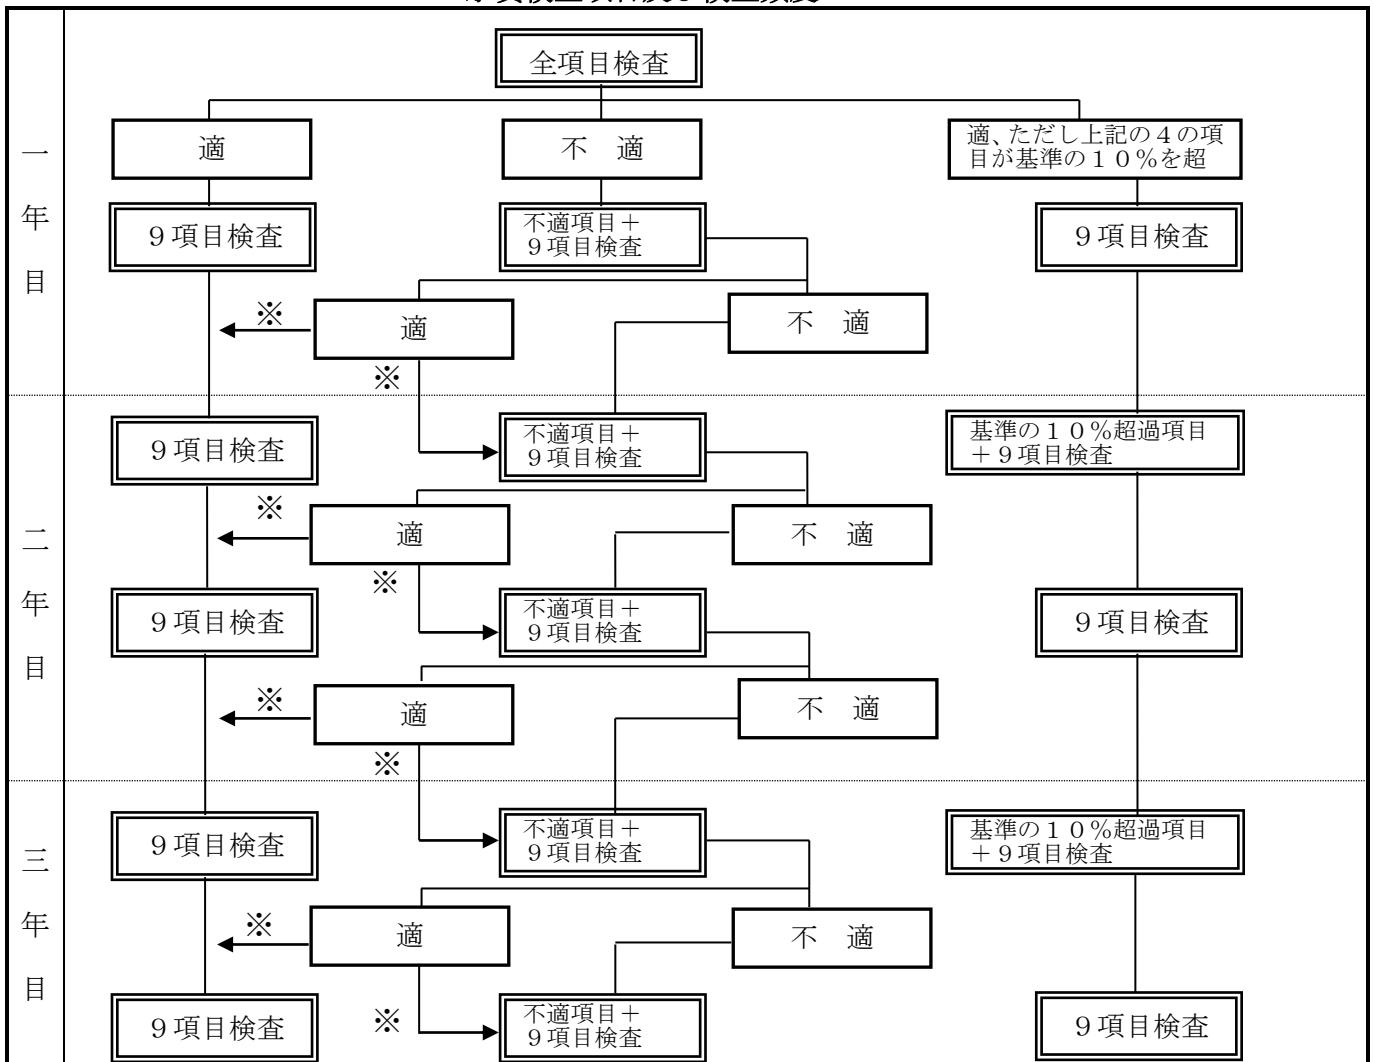 全項目検査
適
不　適
適、ただし上記の４の項
目が基準の１０％を超
一年目
９項目検査
不適項目＋
９項目検査
９項目検査
※
適
不　適
※
９項目検査
不適項目＋
９項目検査
基準の１０％超過項目
＋９項目検査
※
適
不　適
二年目
※
９項目検査
不適項目＋
９項目検査
９項目検査
※
適
不　適
※
９項目検査
不適項目＋
９項目検査
基準の１０％超過項目
＋９項目検査
三年目
※
適
不　適
※
９項目検査
不適項目＋
９項目検査
９項目検査